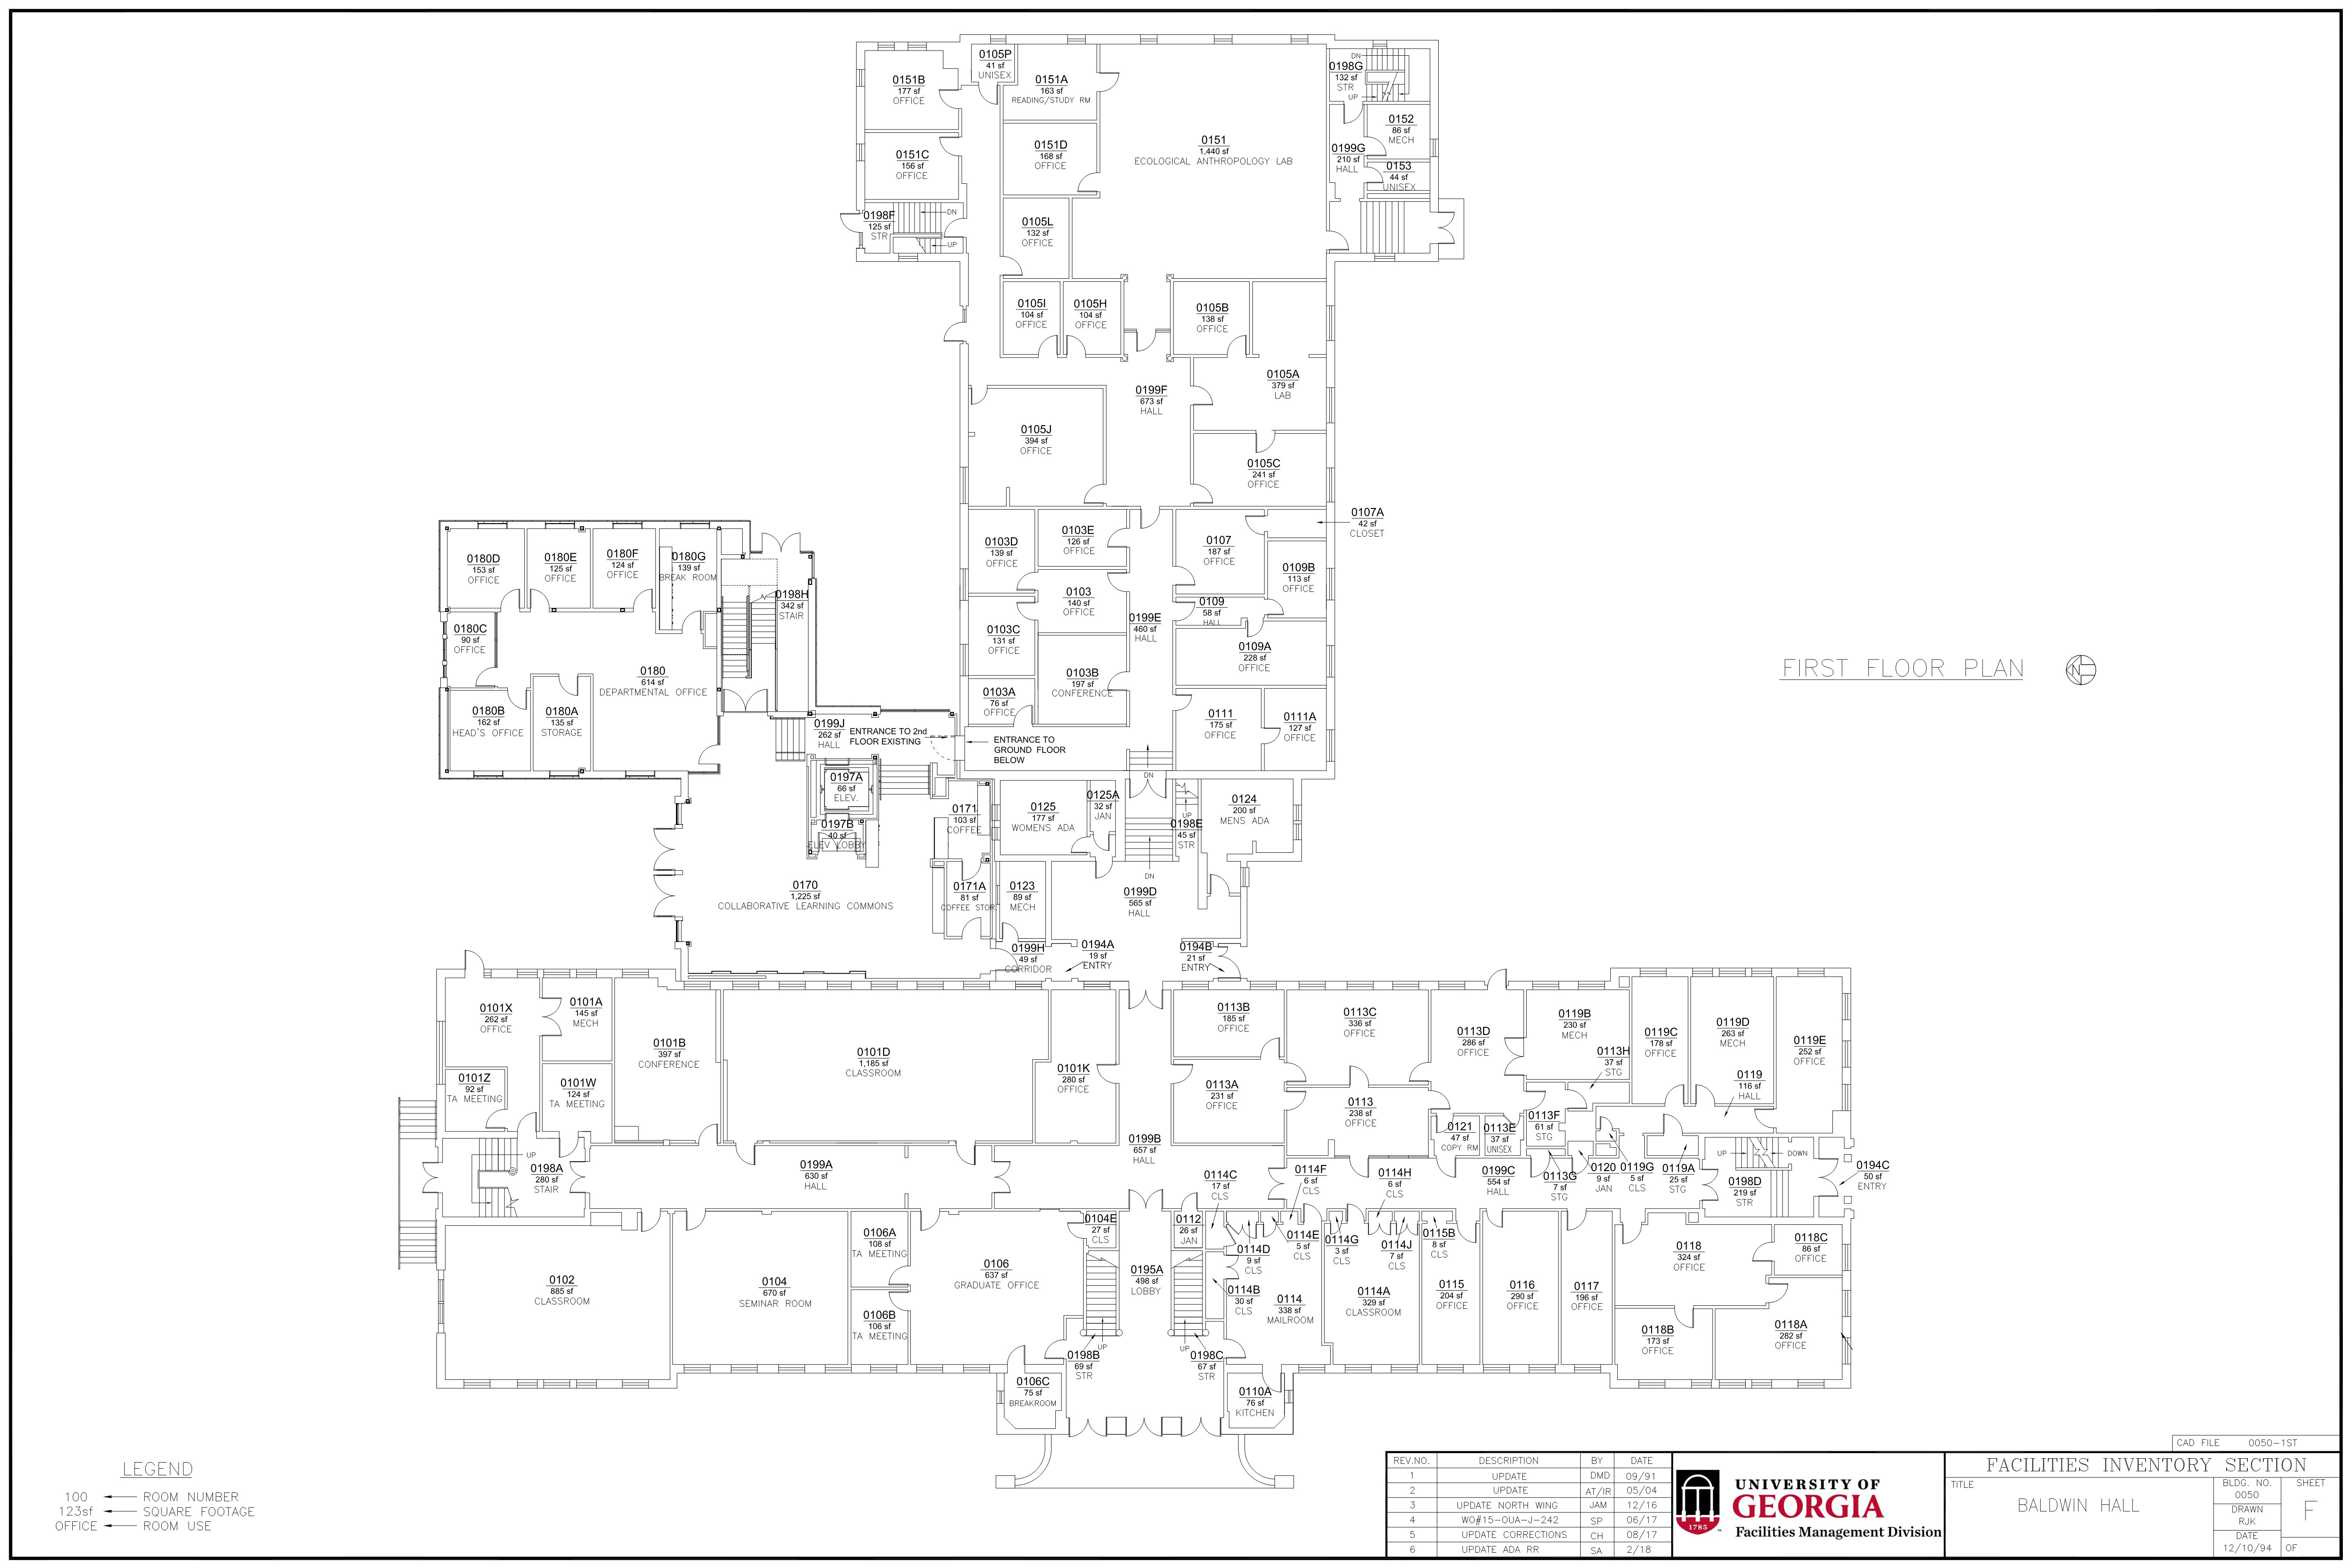 0105P
41 sf
UNISEX
0151B
177 sf
OFFICE
0151A
163 sf
READING/STUDY RM
DN
0198G
132 sf
STR
UP
0152
86 sf
MECH
0151
1,440 sf
ECOLOGICAL ANTHROPOLOGY LAB
0151C
156 sf
OFFICE
0151D
168 sf
OFFICE
0199G
210 sf
HALL
0153
44 sf
UNISEX
0198F
125 sf
STR
DN
UP
0105L
132 sf
OFFICE
0105I
104 sf
OFFICE
0105H
104 sf
OFFICE
0105B
138 sf
OFFICE
0105A
379 sf
LAB
0199F
673 sf
HALL
0105J
394 sf
OFFICE
0105C
241 sf
OFFICE
0107A
42 sf
CLOSET
0103D
139 sf
OFFICE
0103E
126 sf
OFFICE
0107
187 sf
OFFICE
0109B
113 sf
OFFICE
0103
140 sf
OFFICE
0109
58 sf
HALL
0199E
460 sf
HALL
0103C
131 sf
OFFICE
0109A
228 sf
OFFICE
0103B
197 sf
CONFERENCE
0103A
76 sf
OFFICE
0111
175 sf
OFFICE
0111A
127 sf
OFFICE
0180D
153 sf
OFFICE
0180E
125 sf
OFFICE
0180F
124 sf
OFFICE
0180G
139 sf
BREAK ROOM
0198H
342 sf
STAIR
0180C
90 sf
OFFICE
0180
614 sf
DEPARTMENTAL OFFICE
0180B
162 sf
HEAD'S OFFICE
0180A
135 sf
STORAGE
0199J
262 sf
HALL
ENTRANCE TO 2nd
FLOOR EXISTING
ENTRANCE TO
GROUND FLOOR
BELOW
FIRST FLOOR PLAN
N
0197A
66 sf
ELEV.
0197B
40 sf
ELEV LOBBY
0171
103 sf
COFFEE
0125
177 sf
WOMENS ADA
0125A
32 sf
JAN
DN
UP
0198E
45 sf
STR
DN
0124
200 sf
MENS ADA
0170
1,225 sf
COLLABORATIVE LEARNING COMMONS
0171A
81 sf
COFFEE STOR.
0123
89 sf
MECH
0199D
565 sf
HALL
0199H
49 sf
CORRIDOR
0194A
19 sf
ENTRY
0194B
21 sf
ENTRY
0101X
262 sf
OFFICE
0101A
145 sf
MECH
0101B
397 sf
CONFERENCE
0101D
1,185 sf
CLASSROOM
0101K
280 sf
OFFICE
0101Z
92 sf
TA MEETING
0101W
124 sf
TA MEETING
0113B
185 sf
OFFICE
0113C
336 sf
OFFICE
0113D
286 sf
OFFICE
0119B
230 sf
MECH
0113H
37 sf
STG
0119C
178 sf
OFFICE
0119D
263 sf
MECH
0119E
252 sf
OFFICE
0119
116 sf
HALL
0113A
231 sf
OFFICE
0113
238 sf
OFFICE
0121
47 sf
COPY RM
0113E
37 sf
UNISEX
0113F
61 sf
STG
UP
0198A
280 sf
STAIR
0199A
630 sf
HALL
0199B
657 sf
HALL
0114C
17 sf
CLS
0114F
6 sf
CLS
0114H
6 sf
CLS
0199C
554 sf
HALL
0113G
7 sf
STG
0120
9 sf
JAN
0119G
5 sf
CLS
0119A
25 sf
STG
UP
DOWN
0198D
219 sf
STR
0194C
50 sf
ENTRY
0102
885 sf
CLASSROOM
0104
670 sf
SEMINAR ROOM
0106A
108 sf
TA MEETING
0106B
106 sf
TA MEETING
0106
637 sf
GRADUATE OFFICE
0104E
27 sf
CLS
0112
26 sf
JAN
0195A
498 sf
LOBBY
0114D
9 sf
CLS
0114E
5 sf
CLS
0114G
3 sf
CLS
0114J
7 sf
CLS
0115B
8 sf
CLS
0114B
30 sf
CLS
0114
338 sf
MAILROOM
0114A
329 sf
CLASSROOM
0115
204 sf
OFFICE
0116
290 sf
OFFICE
0117
196 sf
OFFICE
0118
324 sf
OFFICE
0118C
86 sf
OFFICE
0118B
173 sf
OFFICE
0118A
282 sf
OFFICE
UP
0198B
69 sf
STR
UP
0198C
67 sf
STR
0106C
75 sf
BREAKROOM
0110A
76 sf
KITCHEN
LEGEND
100 ROOM NUMBER
123sf SQUARE FOOTAGE
OFFICE ROOM USE
CAD FILE 0050-1ST
REV.NO. DESCRIPTION BY DATE
1 UPDATE DMD 09/91
2 UPDATE AT/IR 05/04
3 UPDATE NORTH WING JAM 12/16
4 WO#15-OUA-J-242 SP 06/17
5 UPDATE CORRECTIONS CH 08/17
6 UPDATE ADA RR SA 2/18
1785
UNIVERSITY OF
GEORGIA
Facilities Management Division
FACILITIES INVENTORY SECTION
TITLE
BALDWIN HALL
BLDG. NO.
0050
DRAWN
RJK
DATE
12/10/94
SHEET
F
OF